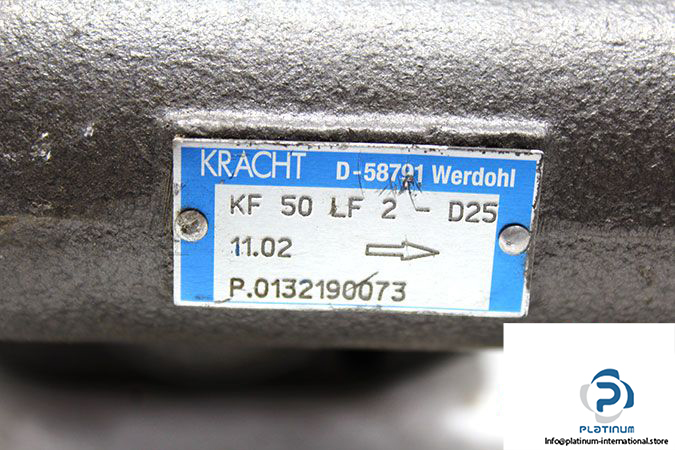 KRACHT D-58791 Werdohl
KF 50 LF 2 - D25
11.02
P.0132190073
PLATINUM
Info@platinum-international.store